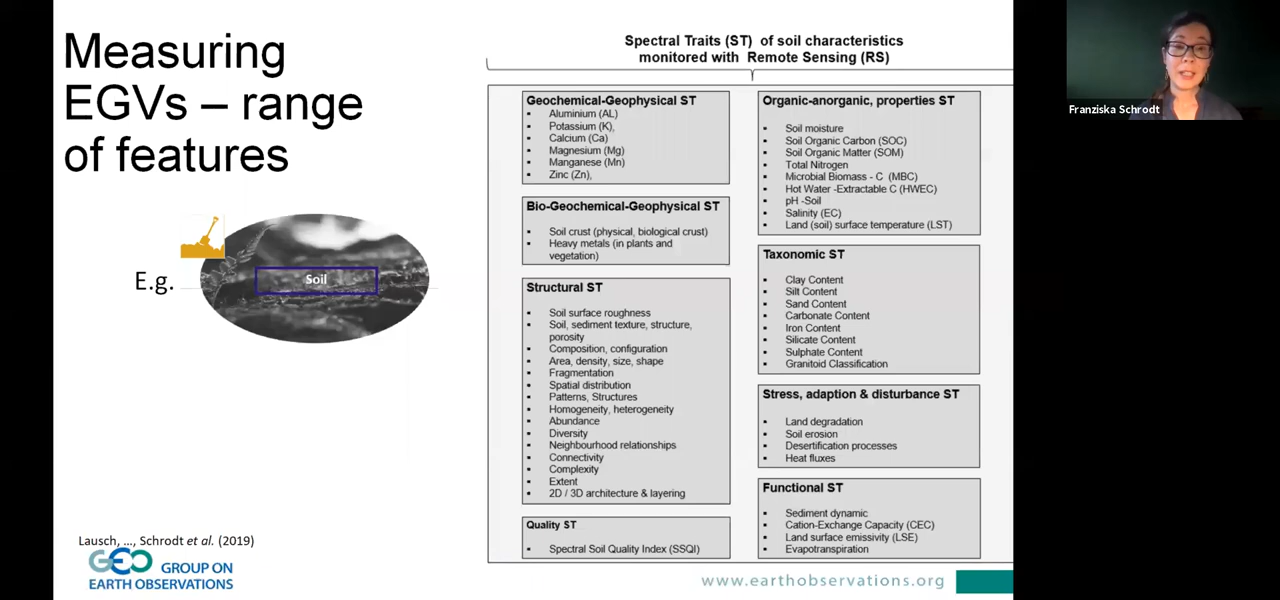 Measuring
EGVs – range
of features
E.g.
Soil
Lausch, …, Schrodt et al. (2019)
GEO GROUP ON
EARTH OBSERVATIONS
Spectral Traits (ST) of soil characteristics
monitored with Remote Sensing (RS)
Geochemical-Geophysical ST
▪ Aluminium (AL)
▪ Potassium (K),
▪ Calcium (Ca)
▪ Magnesium (Mg)
▪ Manganese (Mn)
▪ Zinc (Zn),
Bio-Geochemical-Geophysical ST
▪ Soil crust (physical, biological crust)
▪ Heavy metals (in plants and
vegetation)
Structural ST
▪ Soil surface roughness
▪ Soil, sediment texture, structure,
porosity
▪ Composition, configuration
▪ Area, density, size, shape
▪ Fragmentation
▪ Spatial distribution
▪ Patterns, Structures
▪ Homogeneity, heterogeneity
▪ Abundance
▪ Diversity
▪ Neighbourhood relationships
▪ Connectivity
▪ Complexity
▪ Extent
▪ 2D / 3D architecture & layering
Quality ST
▪ Spectral Soil Quality Index (SSQI)
Organic-anorganic, properties ST
▪ Soil moisture
▪ Soil Organic Carbon (SOC)
▪ Soil Organic Matter (SOM)
▪ Total Nitrogen
▪ Microbial Biomass - C (MBC)
▪ Hot Water -Extractable C (HWEC)
▪ pH -Soil
▪ Salinity (EC)
▪ Land (soil) surface temperature (LST)
Taxonomic ST
▪ Clay Content
▪ Silt Content
▪ Sand Content
▪ Carbonate Content
▪ Iron Content
▪ Silicate Content
▪ Sulphate Content
▪ Granitoid Classification
Stress, adaption & disturbance ST
▪ Land degradation
▪ Soil erosion
▪ Desertification processes
▪ Heat fluxes
Functional ST
▪ Sediment dynamic
▪ Cation-Exchange Capacity (CEC)
▪ Land surface emissivity (LSE)
▪ Evapotranspiration
www.earthobservations.org
Franziska Schrodt